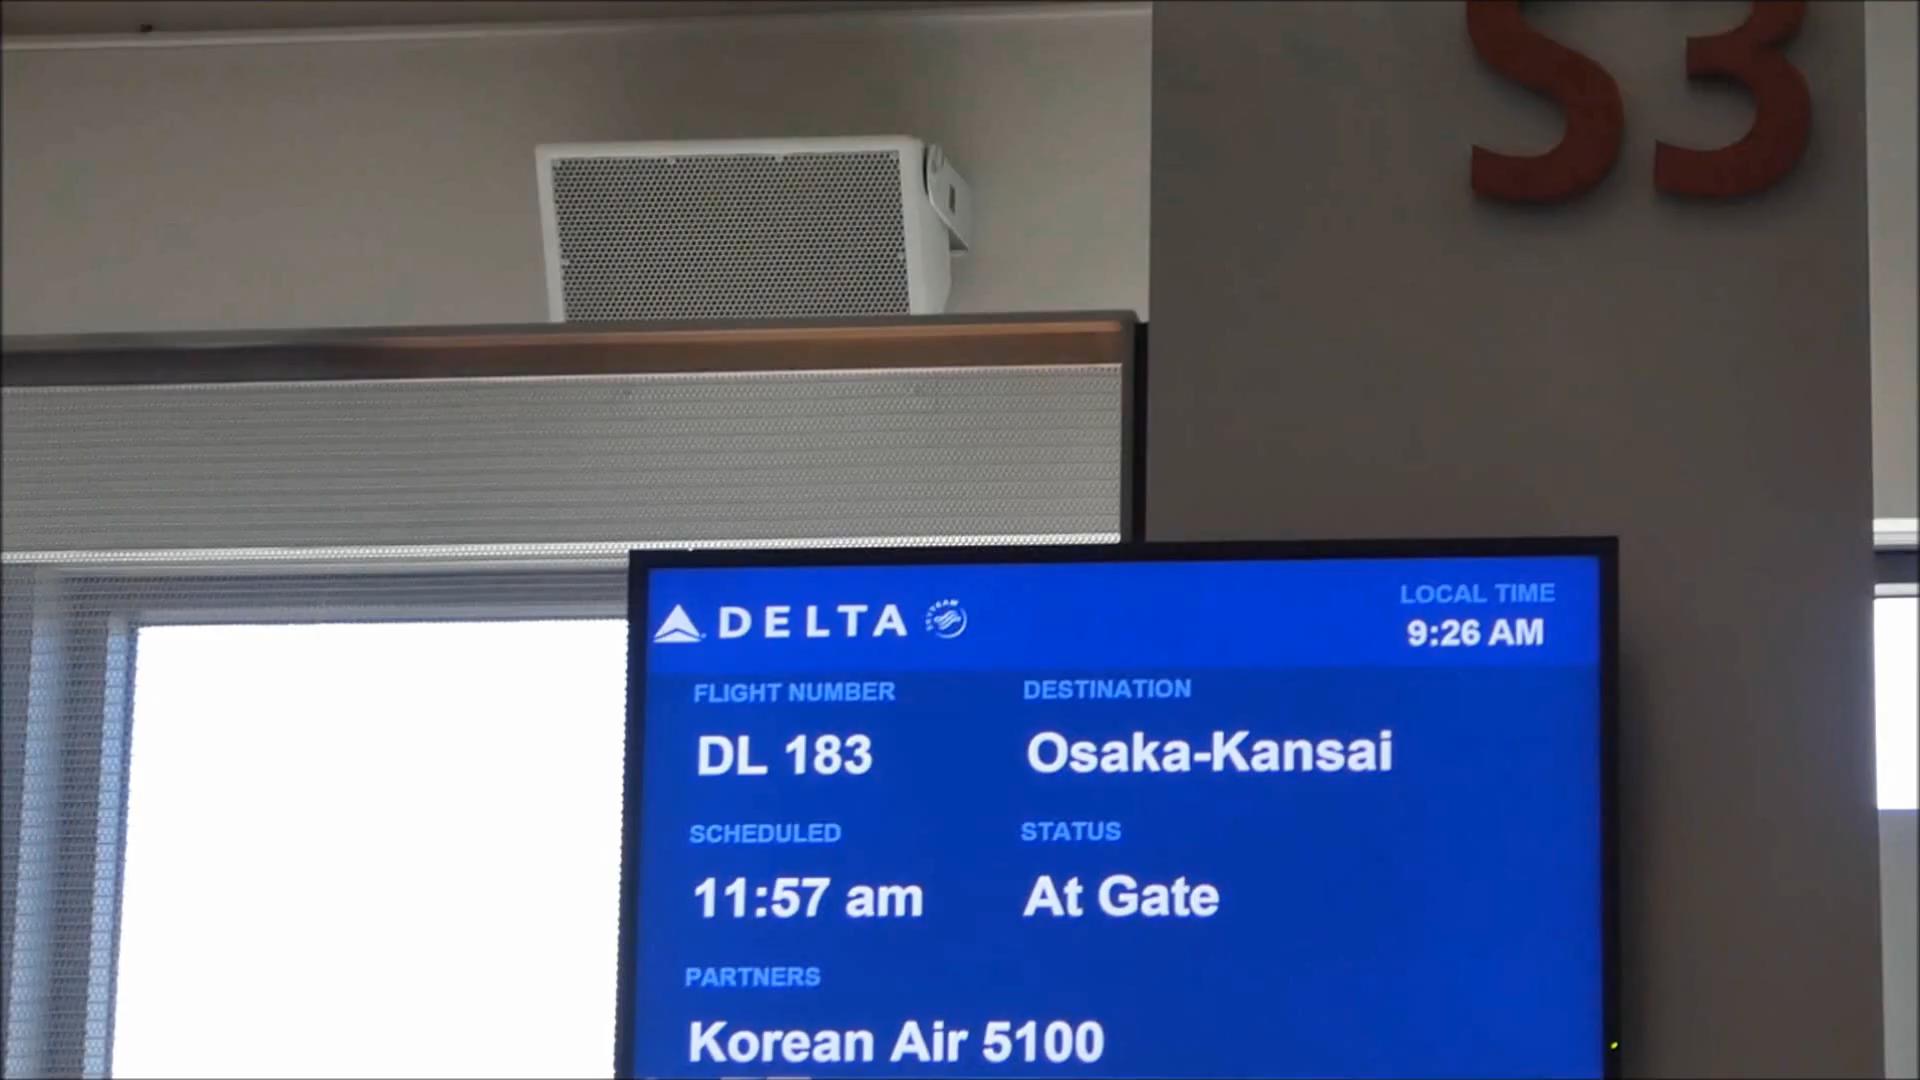 S3
DELTA SKYTEAM
LOCAL TIME
9:26 AM
FLIGHT NUMBER
DESTINATION
DL 183
Osaka-Kansai
SCHEDULED
STATUS
11:57 am
At Gate
PARTNERS
Korean Air 5100